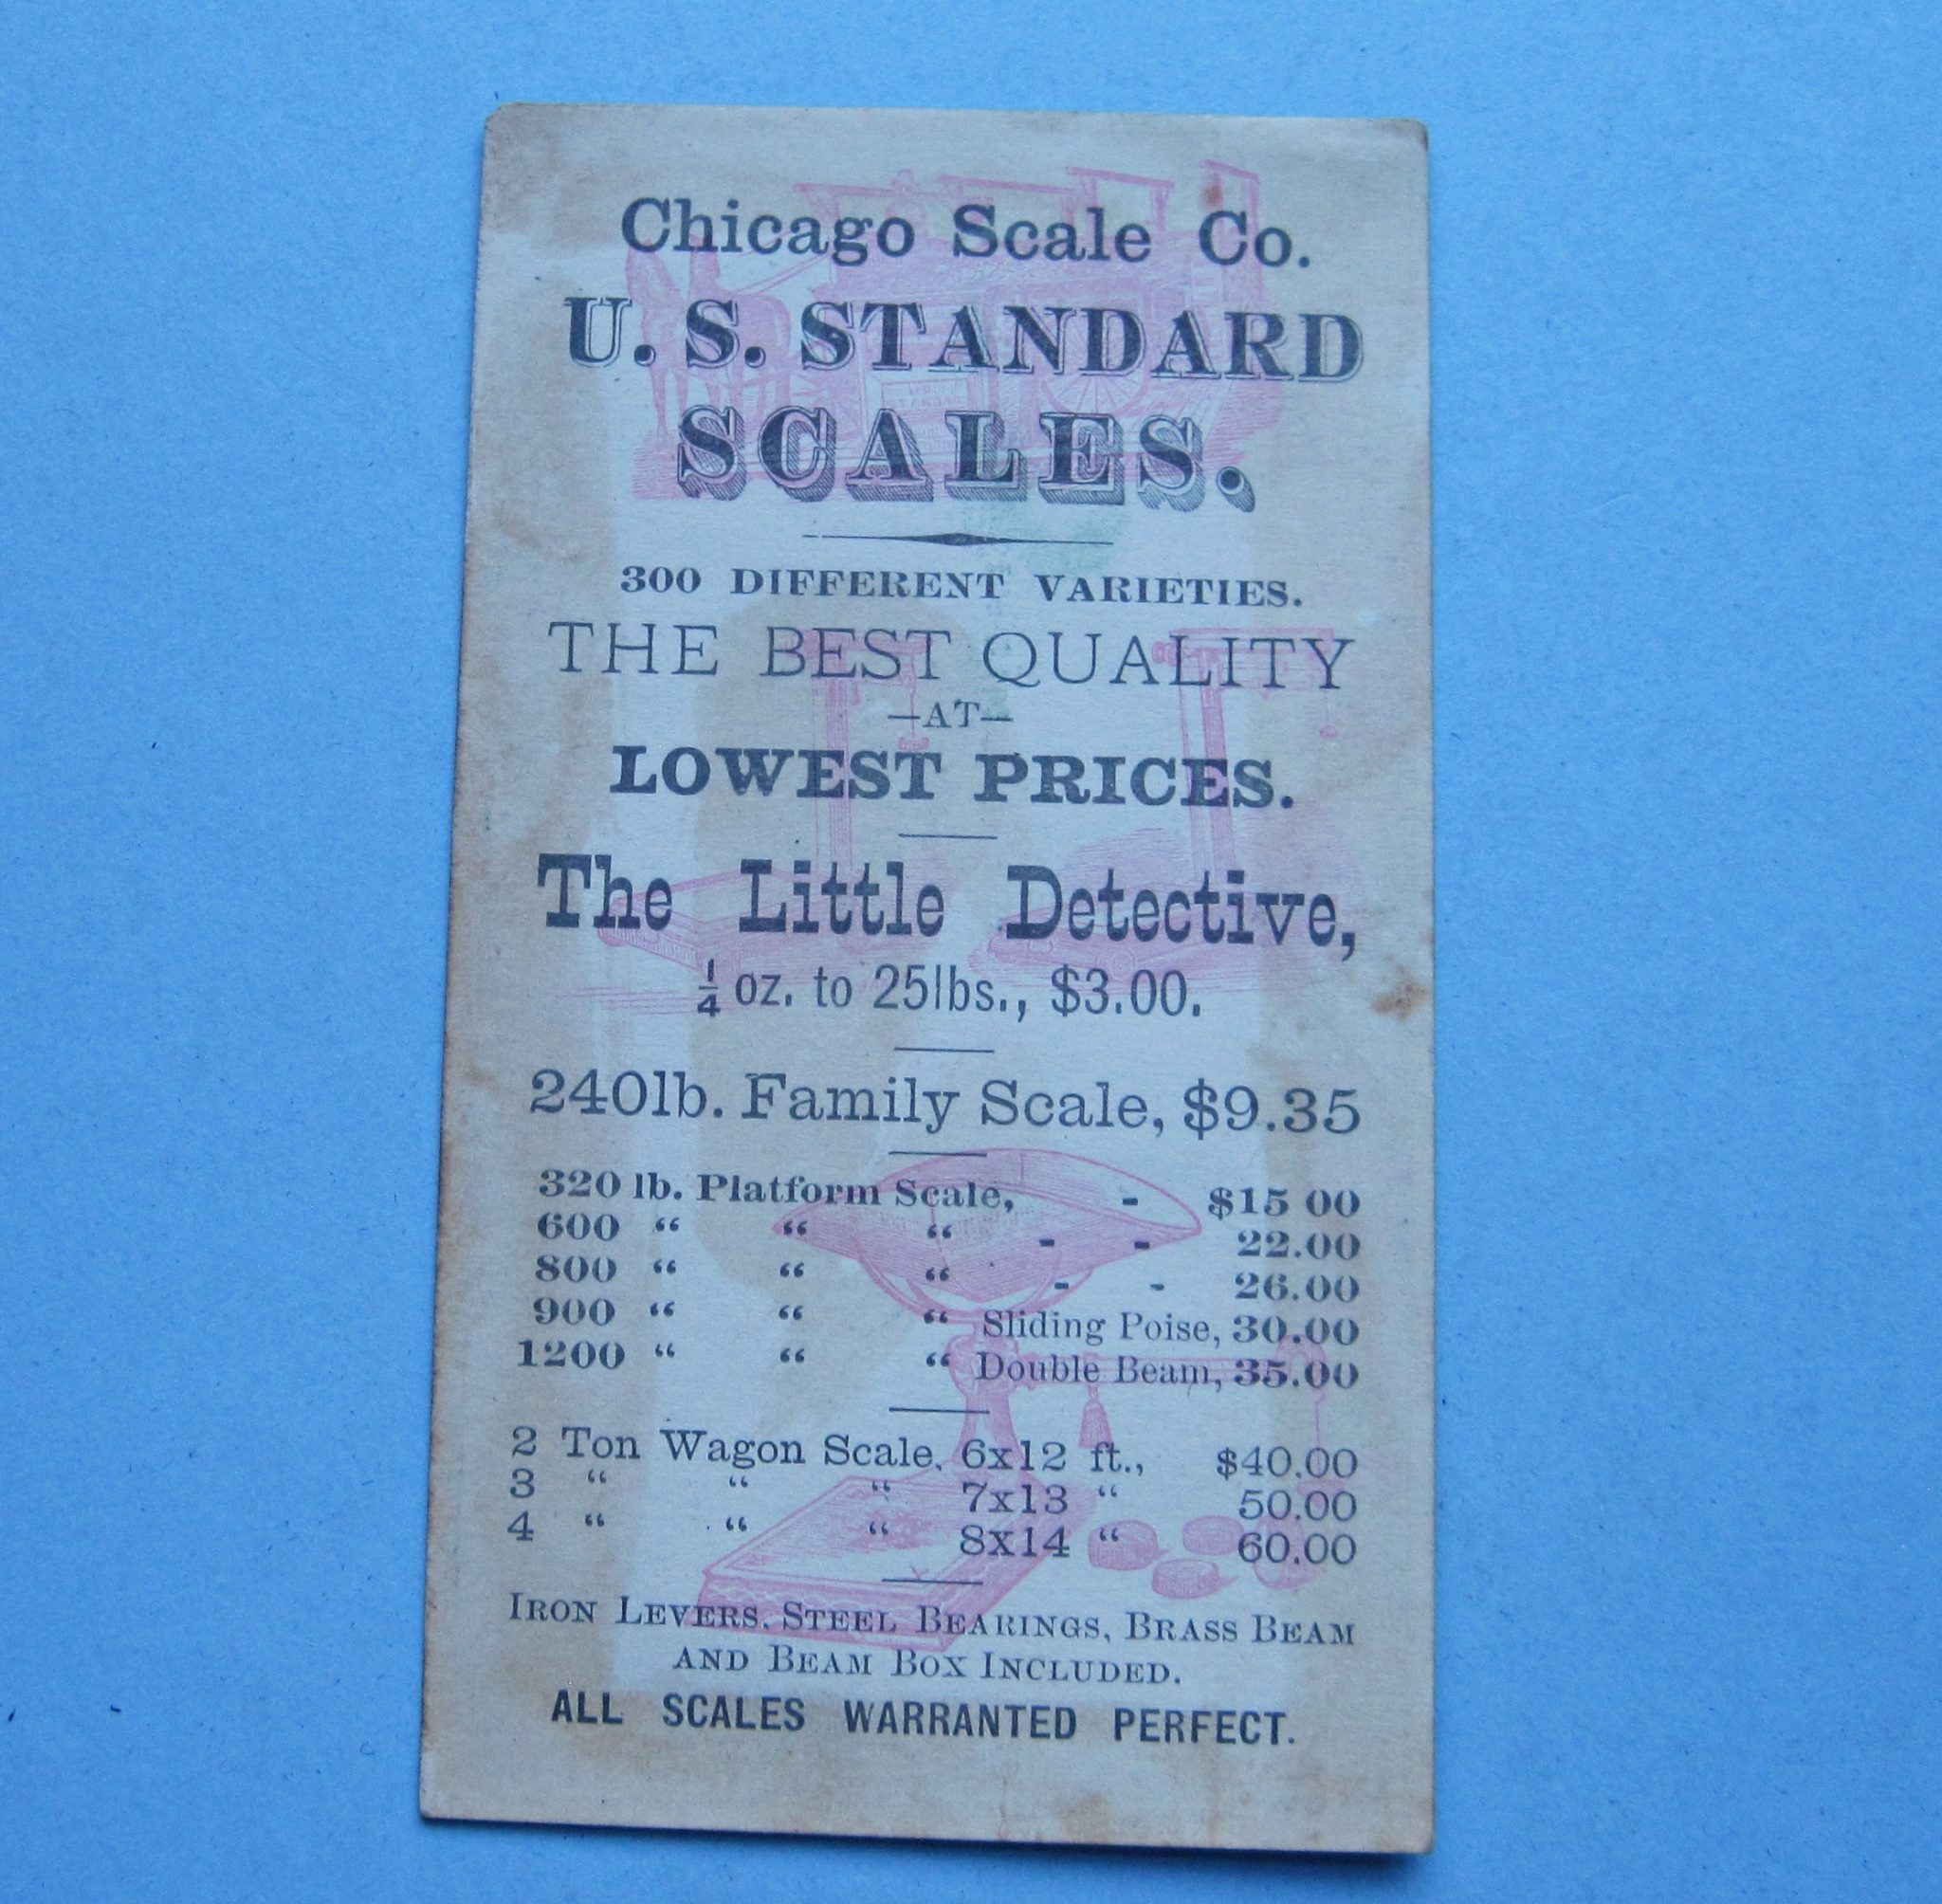 Chicago Scale Co.
U. S. STANDARD
SCALES.
300 DIFFERENT VARIETIES.
THE BEST QUALITY
—AT—
LOWEST PRICES.
The Little Detective,
1/4 oz. to 25lbs., $3.00.
240lb. Family Scale, $9.35
320 lb. Platform Scale, - $15 00
600 “ “ “ - - 22.00
800 “ “ “ - - 26.00
900 “ “ “ Sliding Poise, 30.00
1200 “ “ “ Double Beam, 35.00
2 Ton Wagon Scale, 6x12 ft., $40.00
3 “ “ “ 7x13 “ 50.00
4 “ “ “ 8x14 “ 60.00
IRON LEVERS, STEEL BEARINGS, BRASS BEAM
AND BEAM BOX INCLUDED.
ALL SCALES WARRANTED PERFECT.